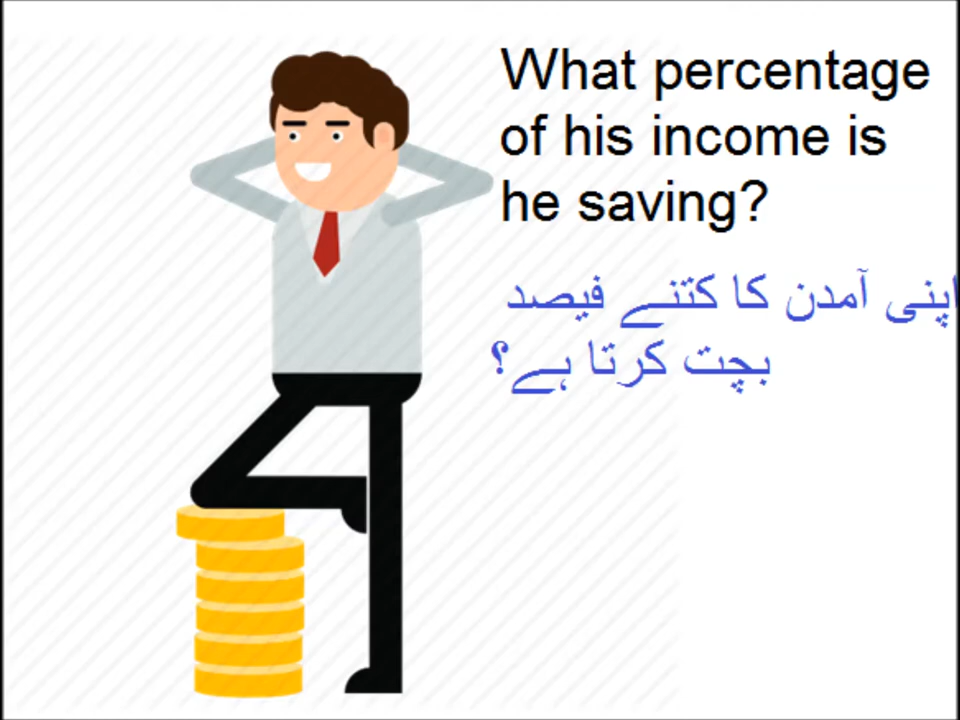 What percentage
of his income is
he saving?
اپنی آمدن کا کتنے فیصد
بچت کرتا ہے؟